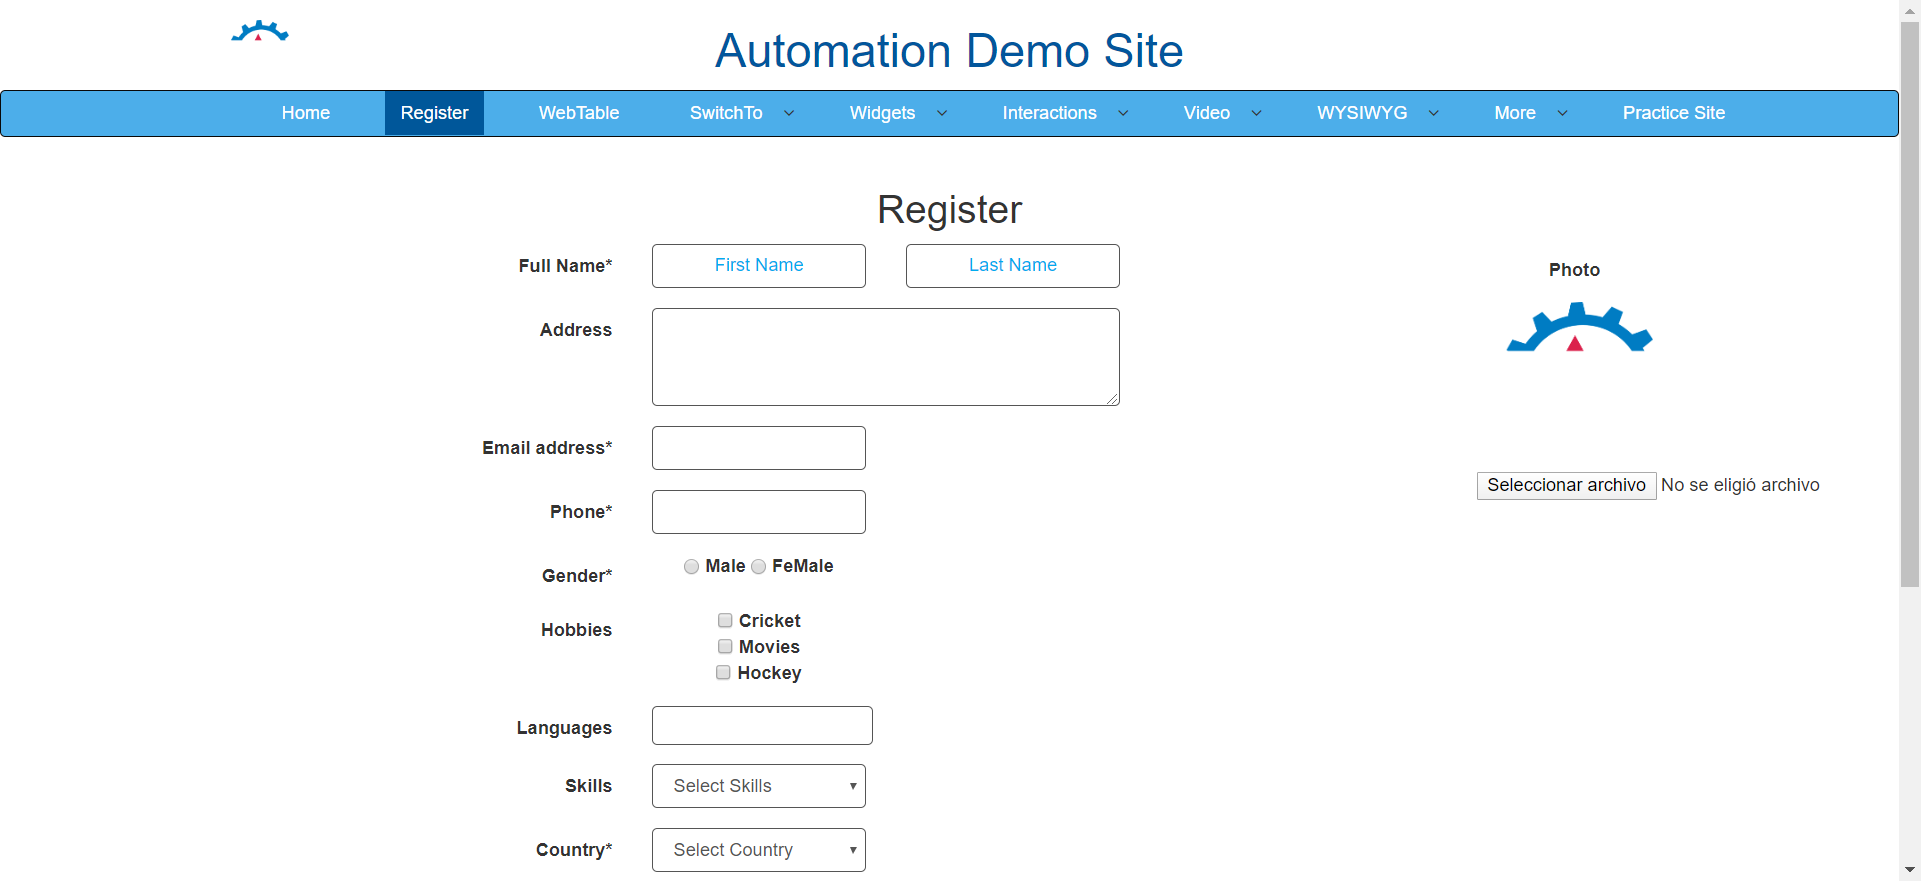 Automation Demo Site
Home Register WebTable SwitchTo Widgets Interactions Video WYSIWYG More Practice Site
Register
Full Name* First Name Last Name
Photo
Address
Email address*
Seleccionar archivo No se eligió archivo
Phone*
Gender* Male FeMale
Hobbies Cricket
Movies
Hockey
Languages
Skills Select Skills
Country* Select Country